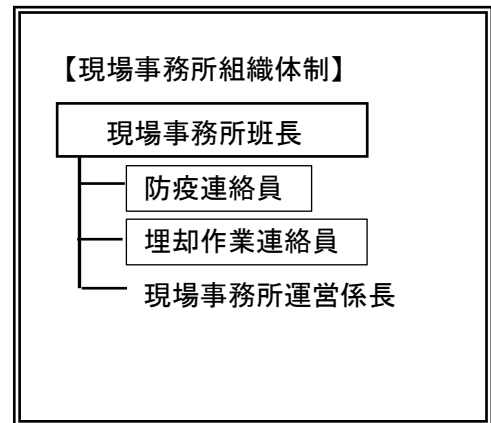 【現場事務所組織体制】
現場事務所班長
防疫連絡員
埋却作業連絡員
現場事務所運営係長